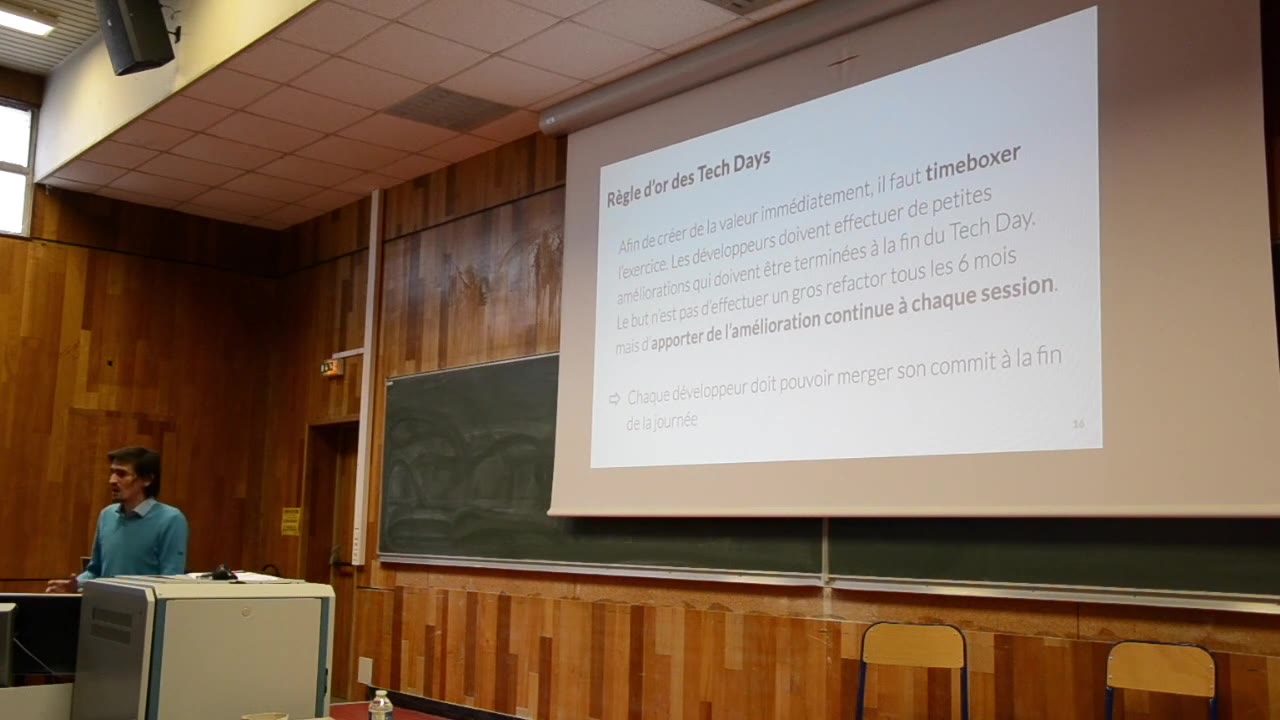 Règle d'or des Tech Days
Afin de créer de la valeur immédiatement, il faut timeboxer
l'exercice. Les développeurs doivent effectuer de petites
améliorations qui doivent être terminées à la fin du Tech Day.
Le but n'est pas d'effectuer un gros refactor tous les 6 mois
mais d'apporter de l'amélioration continue à chaque session.
⇨ Chaque développeur doit pouvoir merger son commit à la fin
de la journée
16